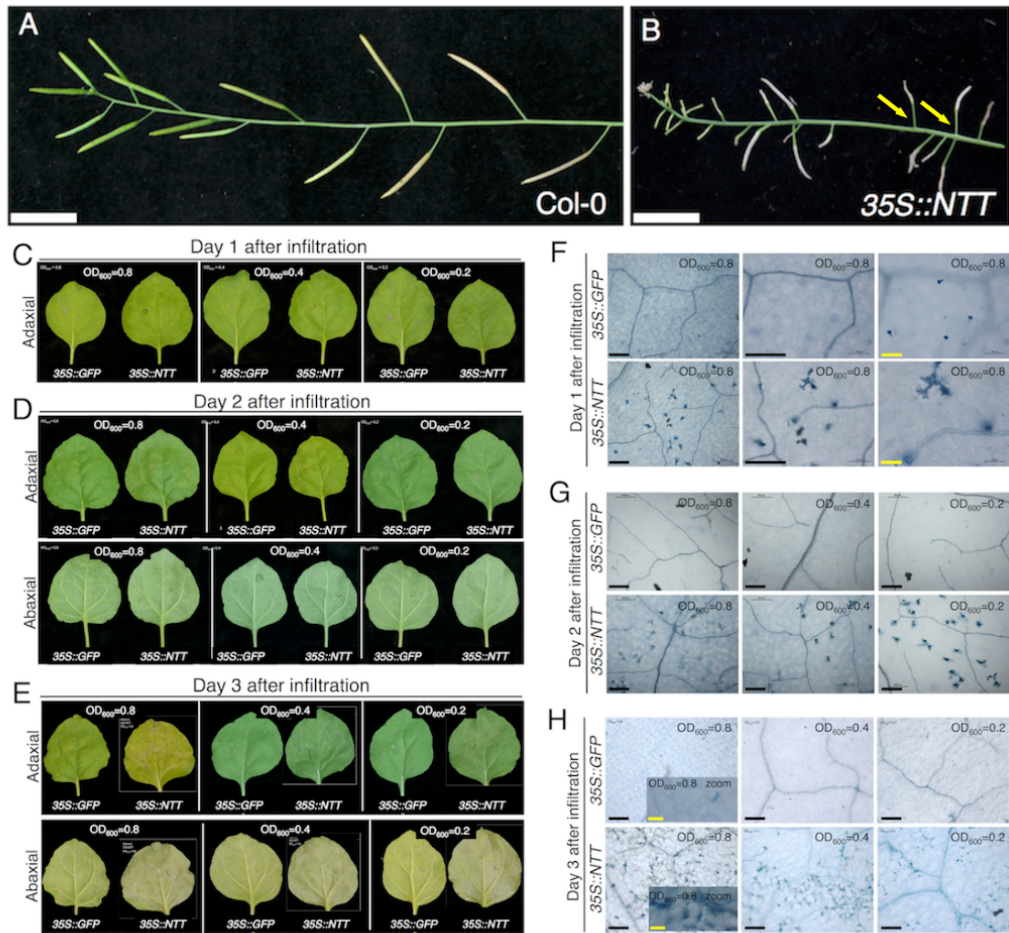 A
Col-0
B
35S::NTT
C
Day 1 after infiltration
Adaxial
OD600=0.8
OD600=0.4
OD600=0.2
35S::GFP
35S::NTT
35S::GFP
35S::NTT
35S::GFP
35S::NTT
D
Day 2 after infiltration
Adaxial
OD600=0.8
OD600=0.4
OD600=0.2
35S::GFP
35S::NTT
35S::GFP
35S::NTT
35S::GFP
35S::NTT
Abaxial
OD600=0.8
OD600=0.4
OD600=0.2
35S::GFP
35S::NTT
35S::GFP
35S::NTT
35S::GFP
35S::NTT
E
Day 3 after infiltration
Adaxial
OD600=0.8
OD600=0.4
OD600=0.2
35S::GFP
35S::NTT
35S::GFP
35S::NTT
35S::GFP
35S::NTT
Abaxial
OD600=0.8
OD600=0.4
OD600=0.2
35S::GFP
35S::NTT
35S::GFP
35S::NTT
35S::GFP
35S::NTT
F
Day 1 after infiltration
35S::GFP
OD600=0.8
OD600=0.8
OD600=0.8
35S::NTT
OD600=0.8
OD600=0.8
OD600=0.8
G
Day 2 after infiltration
35S::GFP
OD600=0.8
OD600=0.4
OD600=0.2
35S::NTT
OD600=0.8
OD600=0.4
OD600=0.2
H
Day 3 after infiltration
35S::GFP
OD600=0.8
OD600=0.8 zoom
OD600=0.4
OD600=0.2
35S::NTT
OD600=0.8
OD600=0.8 zoom
OD600=0.4
OD600=0.2